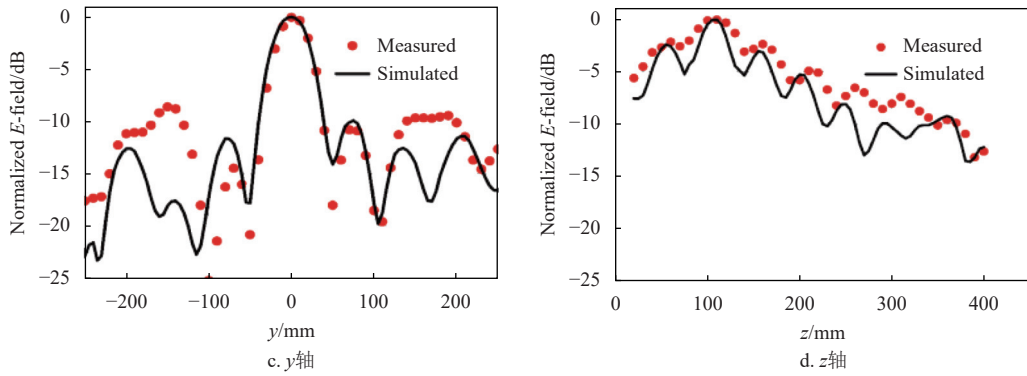 0
−5
−10
−15
−20
−25
Normalized E-field/dB
Measured
Simulated
−200 −100 0 100 200
y/mm
c. y轴
0
−5
−10
−15
−20
−25
Normalized E-field/dB
Measured
Simulated
0 100 200 300 400
z/mm
d. z轴